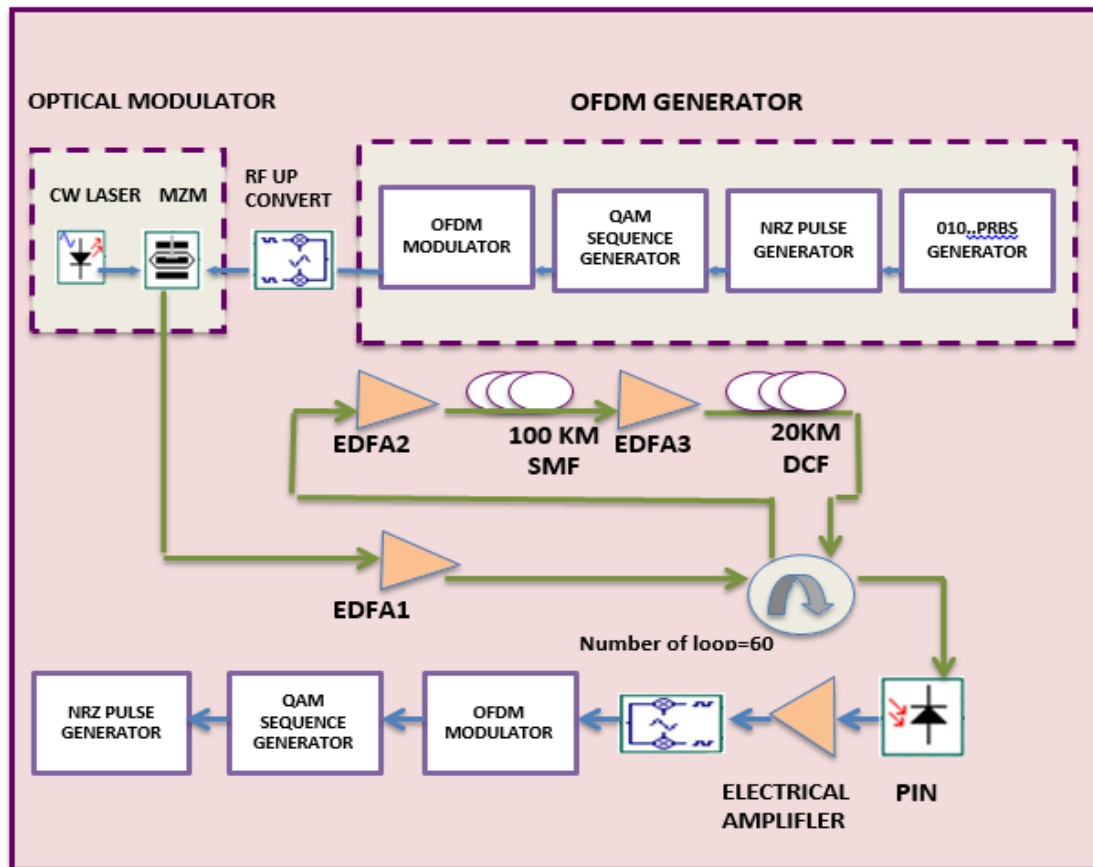 OPTICAL MODULATOR
OFDM GENERATOR
CW LASER
MZM
RF UP
CONVERT
OFDM
MODULATOR
QAM
SEQUENCE
GENERATOR
NRZ PULSE
GENERATOR
010..PRBS
GENERATOR
EDFA2
100 KM
SMF
EDFA3
20KM
DCF
EDFA1
Number of loop=60
NRZ PULSE
GENERATOR
QAM
SEQUENCE
GENERATOR
OFDM
MODULATOR
ELECTRICAL
AMPLIFLER
PIN